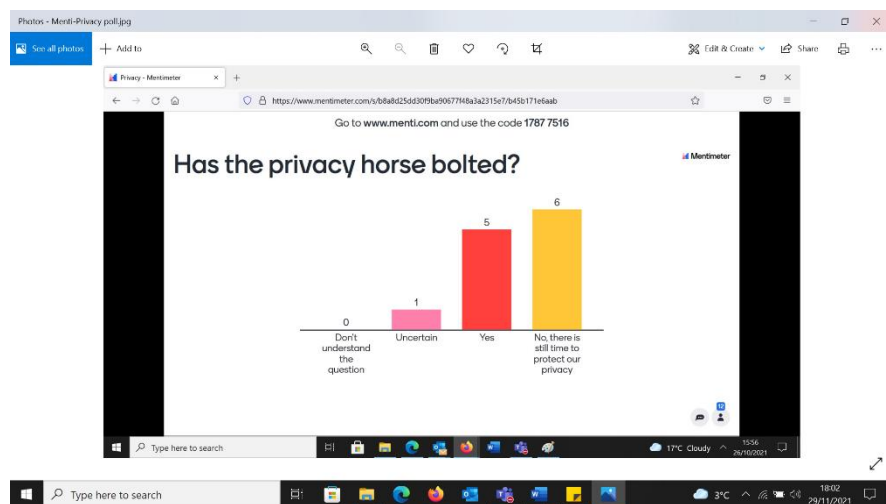 Photos - Menti-Privacy poll.jpg
See all photos
Add to
Edit & Create
Share
Privacy - Mentimeter
https://www.mentimeter.com/s/b8a8d25dd30f9ba90677f48a3a2315e7/b45b171e6aab
Go to www.menti.com and use the code 1787 7516
Has the privacy horse bolted?
Mentimeter
6
5
1
0
Don't
understand
the
question
Uncertain
Yes
No, there is
still time to
protect our
privacy
12
Type here to search
17°C Cloudy
15:56
26/10/2021
Type here to search
3°C
18:02
29/11/2021